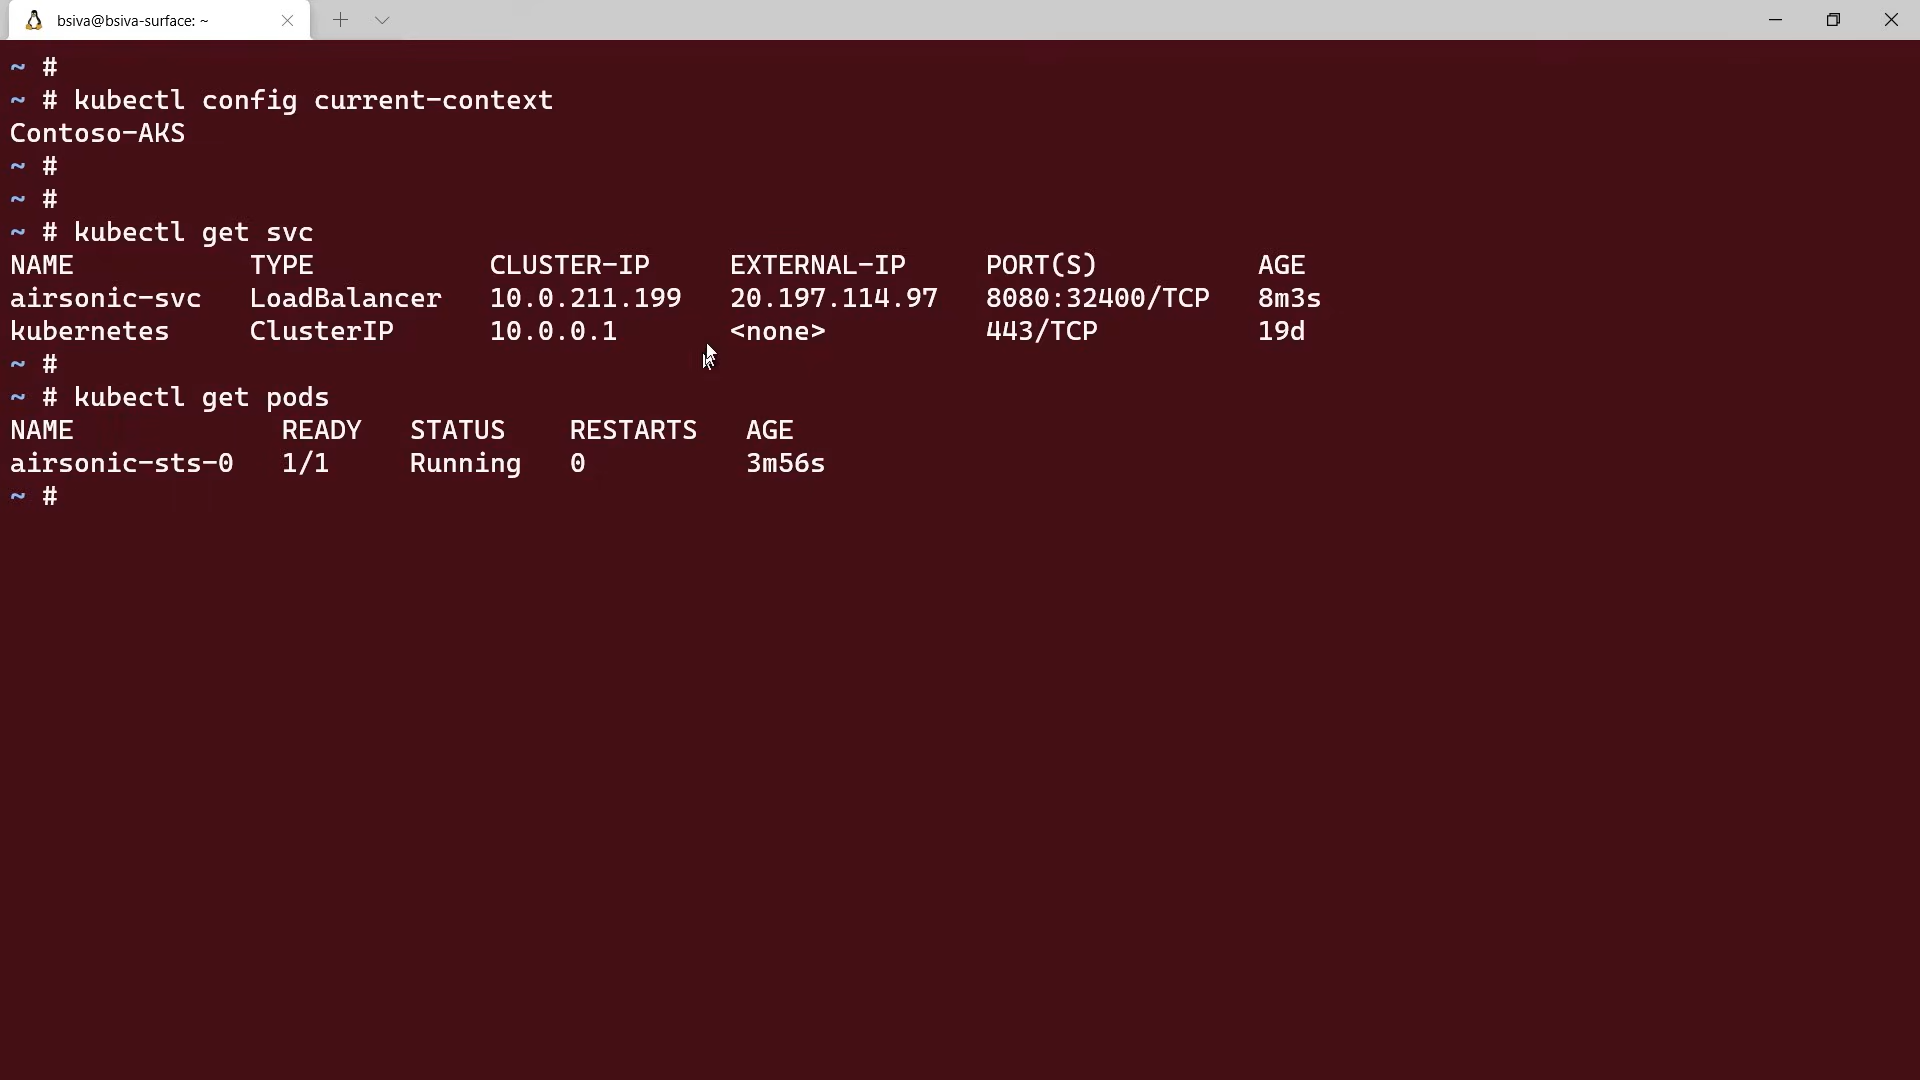 bsiva@bsiva-surface: ~
~ #
~ # kubectl config current-context
Contoso-AKS
~ #
~ #
~ # kubectl get svc
NAME TYPE CLUSTER-IP EXTERNAL-IP PORT(S) AGE
airsonic-svc LoadBalancer 10.0.211.199 20.197.114.97 8080:32400/TCP 8m3s
kubernetes ClusterIP 10.0.0.1 <none> 443/TCP 19d
~ #
~ # kubectl get pods
NAME READY STATUS RESTARTS AGE
airsonic-sts-0 1/1 Running 0 3m56s
~ #